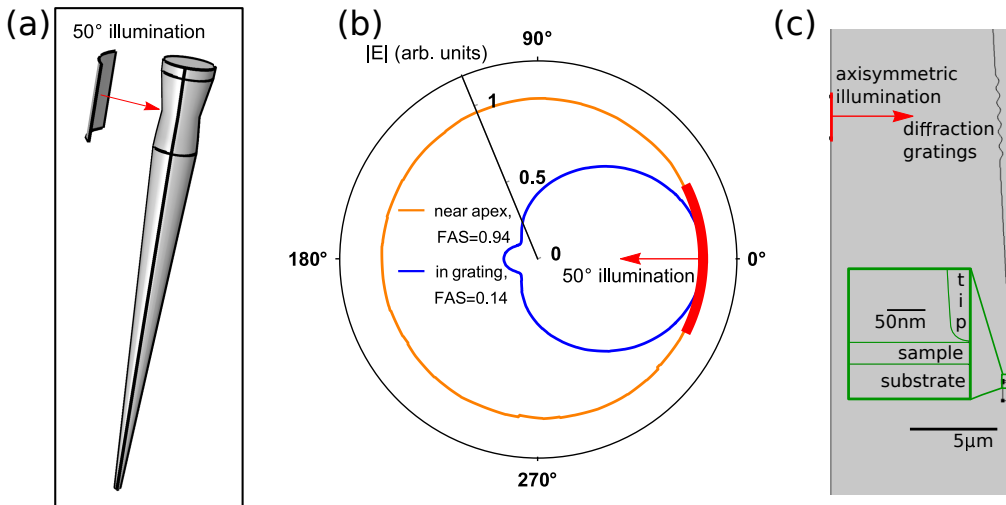 (a)
50° illumination
(b)
|E| (arb. units)
90°
1
0.5
near apex,
FAS=0.94
in grating,
FAS=0.14
0
50° illumination
180°
0°
270°
(c)
axisymmetric
illumination
diffraction
gratings
t
i
p
50nm
sample
substrate
5μm